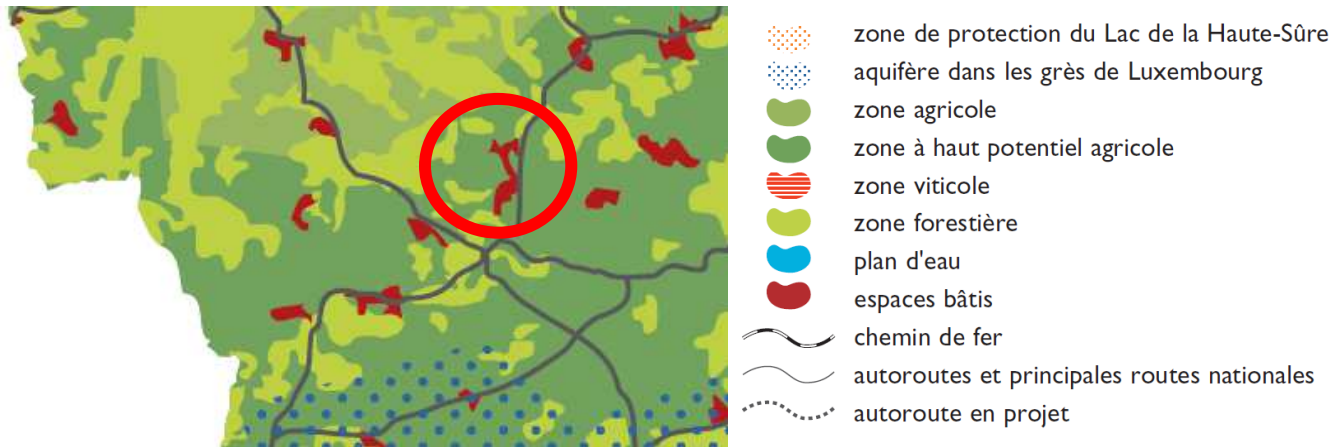 zone de protection du Lac de la Haute-Sûre
aquifère dans les grès de Luxembourg
zone agricole
zone à haut potentiel agricole
zone viticole
zone forestière
plan d'eau
espaces bâtis
chemin de fer
autoroutes et principales routes nationales
autoroute en projet